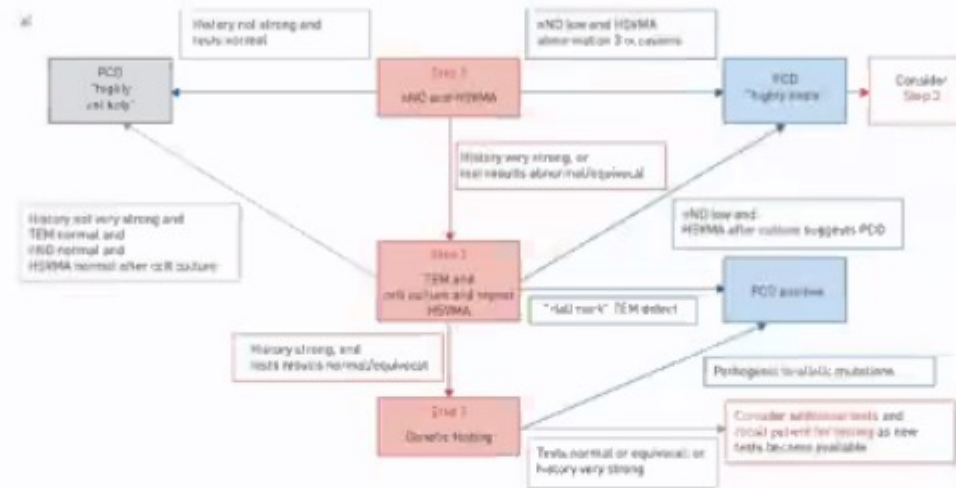 a)
History not strong and
tests normal
nNO low and HSVMA
abnormal 3 occasions
PCD
"highly
unlikely"
Step 1
nNO and HSVMA
PCD
"highly likely"
Consider
Step 3
History very strong, or
test results abnormal/equivocal
History not very strong and
TEM normal and
nNO normal and
HSVMA normal after cell culture
nNO low and
HSVMA after culture suggests PCD
Step 2
TEM and
cell culture and repeat
HSVMA
PCD positive
"Hallmark" TEM defect
History strong, and
tests results normal/equivocal
Pathogenic bi-allelic mutations
Step 3
Genetic testing
Consider additional tests and
recall patient for testing as new
tests become available
Tests normal or equivocal; or
history very strong